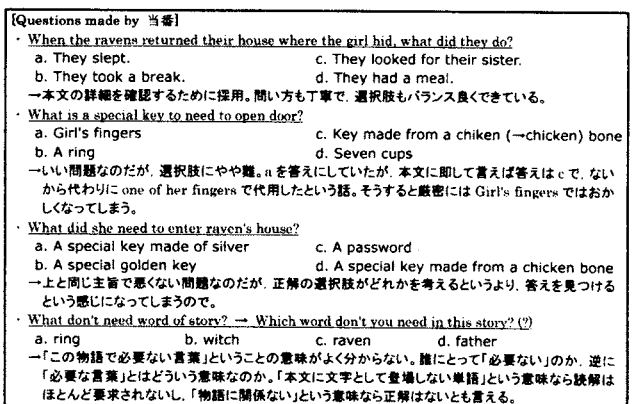 [Questions made by 当番]
・When the ravens returned their house where the girl hid, what did they do?
a. They slept. c. They looked for their sister.
b. They took a break. d. They had a meal.
→本文の詳細を確認するために採用。問い方も丁寧で、選択肢もバランス良くできている。
・What is a special key to need to open door?
a. Girl's fingers c. Key made from a chiken (→chicken) bone
b. A ring d. Seven cups
→いい問題なのだが、選択肢にやや難。a を答えにしていたが、本文に即して言えば答えは c で、ない
から代わりに one of her fingers で代用したという話。そうすると厳密には Girl's fingers ではおか
しくなってしまう。
・What did she need to enter raven's house?
a. A special key made of silver c. A password
b. A special golden key d. A special key made from a chicken bone
→上と同じ主旨で悪くない問題なのだが、正解の選択肢がどれかを考えるというより、答えを見つける
という感じになってしまうので。
・What don't need word of story? → Which word don't you need in this story? (?)
a. ring b. witch c. raven d. father
→「この物語で必要ない言葉」ということの意味がよく分からない。誰にとって「必要ない」のか、逆に
「必要な言葉」とはどういう意味なのか。「本文に文字として登場しない単語」という意味なら読解は
ほとんど要求されないし、「物語に関係ない」という意味なら正解はないとも言える。